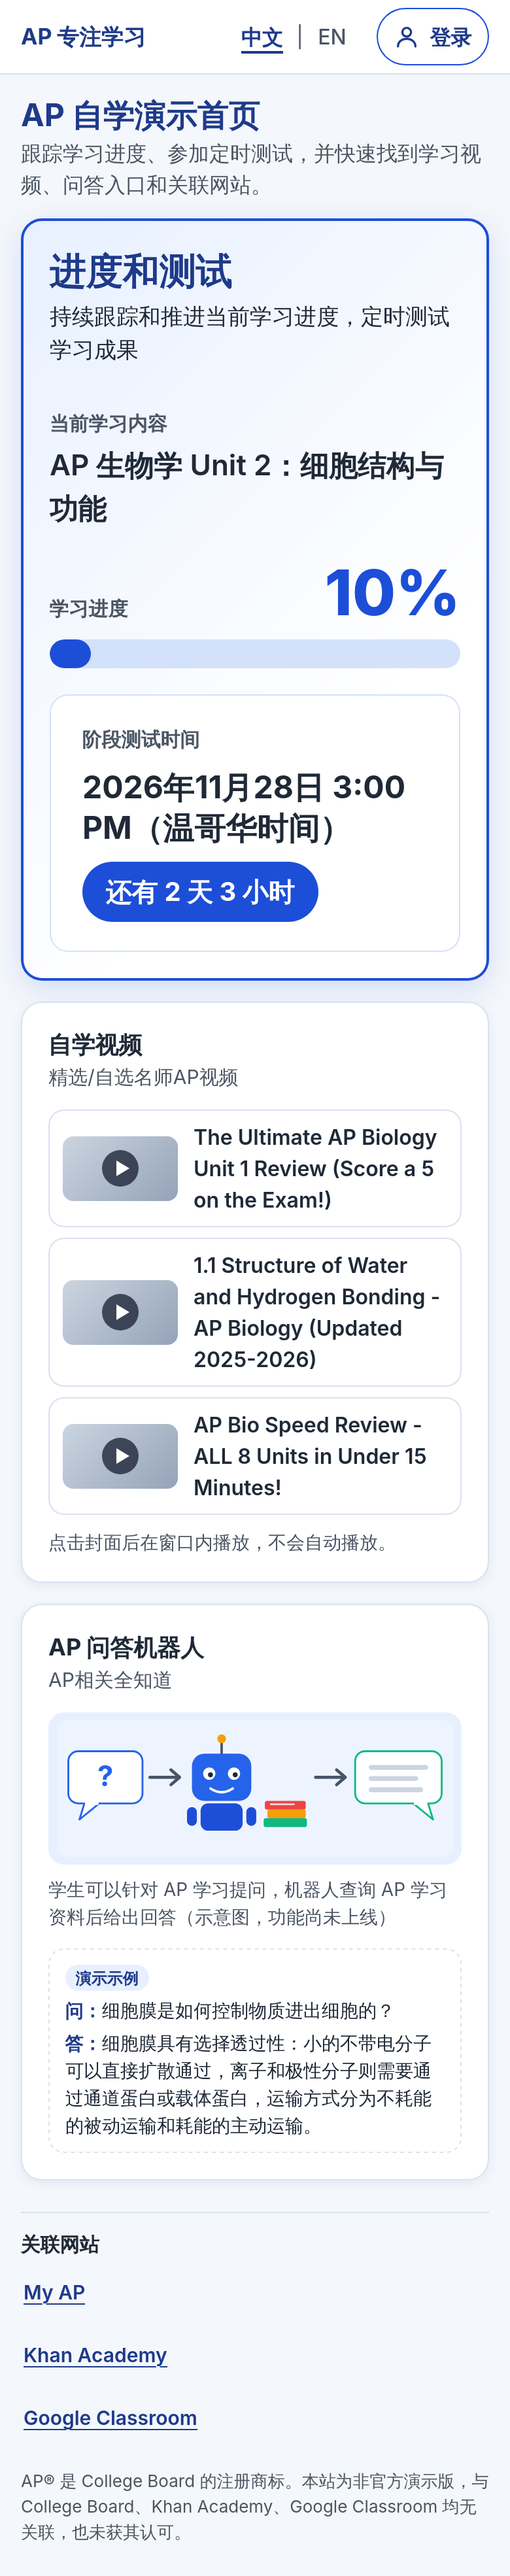 AP 专注学习
中文 | EN
登录
AP 自学演示首页
跟踪学习进度、参加定时测试，并快速找到学习视
频、问答入口和关联网站。
进度和测试
持续跟踪和推进当前学习进度，定时测试
学习成果
当前学习内容
AP 生物学 Unit 2：细胞结构与
功能
学习进度
10%
阶段测试时间
2026年11月28日 3:00
PM（温哥华时间）
还有 2 天 3 小时
自学视频
精选/自选名师AP视频
The Ultimate AP Biology
Unit 1 Review (Score a 5
on the Exam!)
1.1 Structure of Water
and Hydrogen Bonding -
AP Biology (Updated
2025-2026)
AP Bio Speed Review -
ALL 8 Units in Under 15
Minutes!
点击封面后在窗口内播放，不会自动播放。
AP 问答机器人
AP相关全知道
?
学生可以针对 AP 学习提问，机器人查询 AP 学习
资料后给出回答（示意图，功能尚未上线）
演示示例
问：细胞膜是如何控制物质进出细胞的？
答：细胞膜具有选择透过性：小的不带电分子
可以直接扩散通过，离子和极性分子则需要通
过通道蛋白或载体蛋白，运输方式分为不耗能
的被动运输和耗能的主动运输。
关联网站
My AP
Khan Academy
Google Classroom
AP® 是 College Board 的注册商标。本站为非官方演示版，与
College Board、Khan Academy、Google Classroom 均无
关联，也未获其认可。